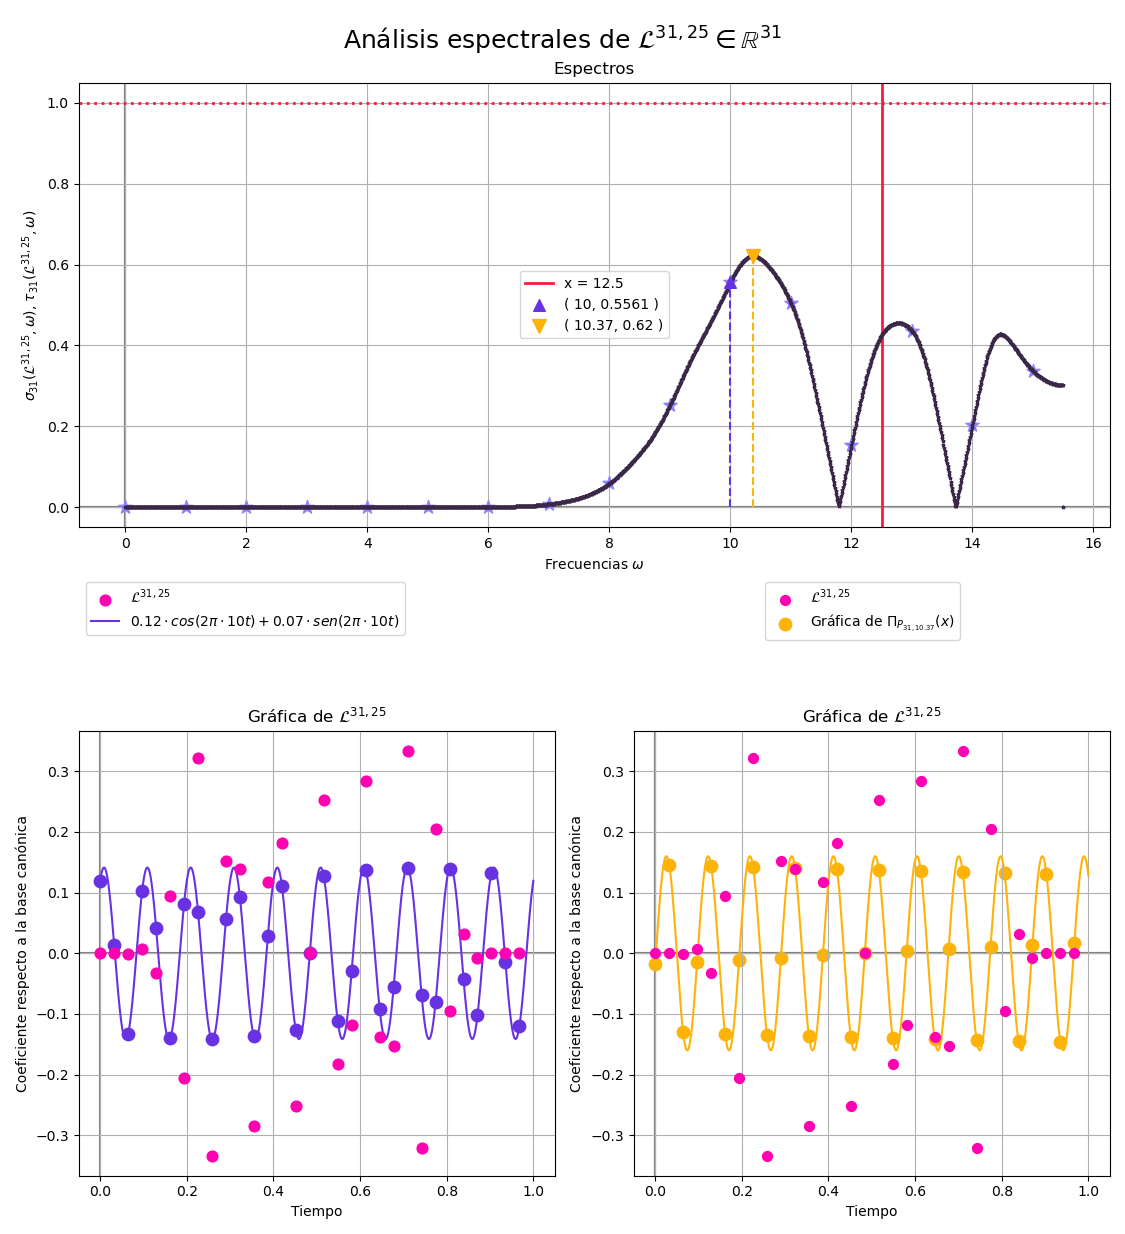 Análisis espectrales de 𝓛^{31,25} ∈ ℝ^{31}
Espectros
σ_{31}(𝓛^{31,25}, ω), τ_{31}(𝓛^{31,25}, ω)
1.0
0.8
0.6
0.4
0.2
0.0
x = 12.5
( 10, 0.5561 )
( 10.37, 0.62 )
0 2 4 6 8 10 12 14 16
Frecuencias ω
𝓛^{31,25}
0.12 · cos(2π · 10t) + 0.07 · sen(2π · 10t)
𝓛^{31,25}
Gráfica de Π_{P_{31,10.37}}(x)
Gráfica de 𝓛^{31,25}
Coeficiente respecto a la base canónica
0.3
0.2
0.1
0.0
−0.1
−0.2
−0.3
0.0 0.2 0.4 0.6 0.8 1.0
Tiempo
Gráfica de 𝓛^{31,25}
Coeficiente respecto a la base canónica
0.3
0.2
0.1
0.0
−0.1
−0.2
−0.3
0.0 0.2 0.4 0.6 0.8 1.0
Tiempo